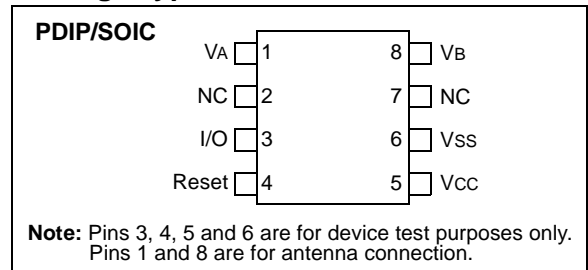 PDIP/SOIC
VA 1 8 VB
NC 2 7 NC
I/O 3 6 VSS
Reset 4 5 VCC
Note: Pins 3, 4, 5 and 6 are for device test purposes only.
Pins 1 and 8 are for antenna connection.